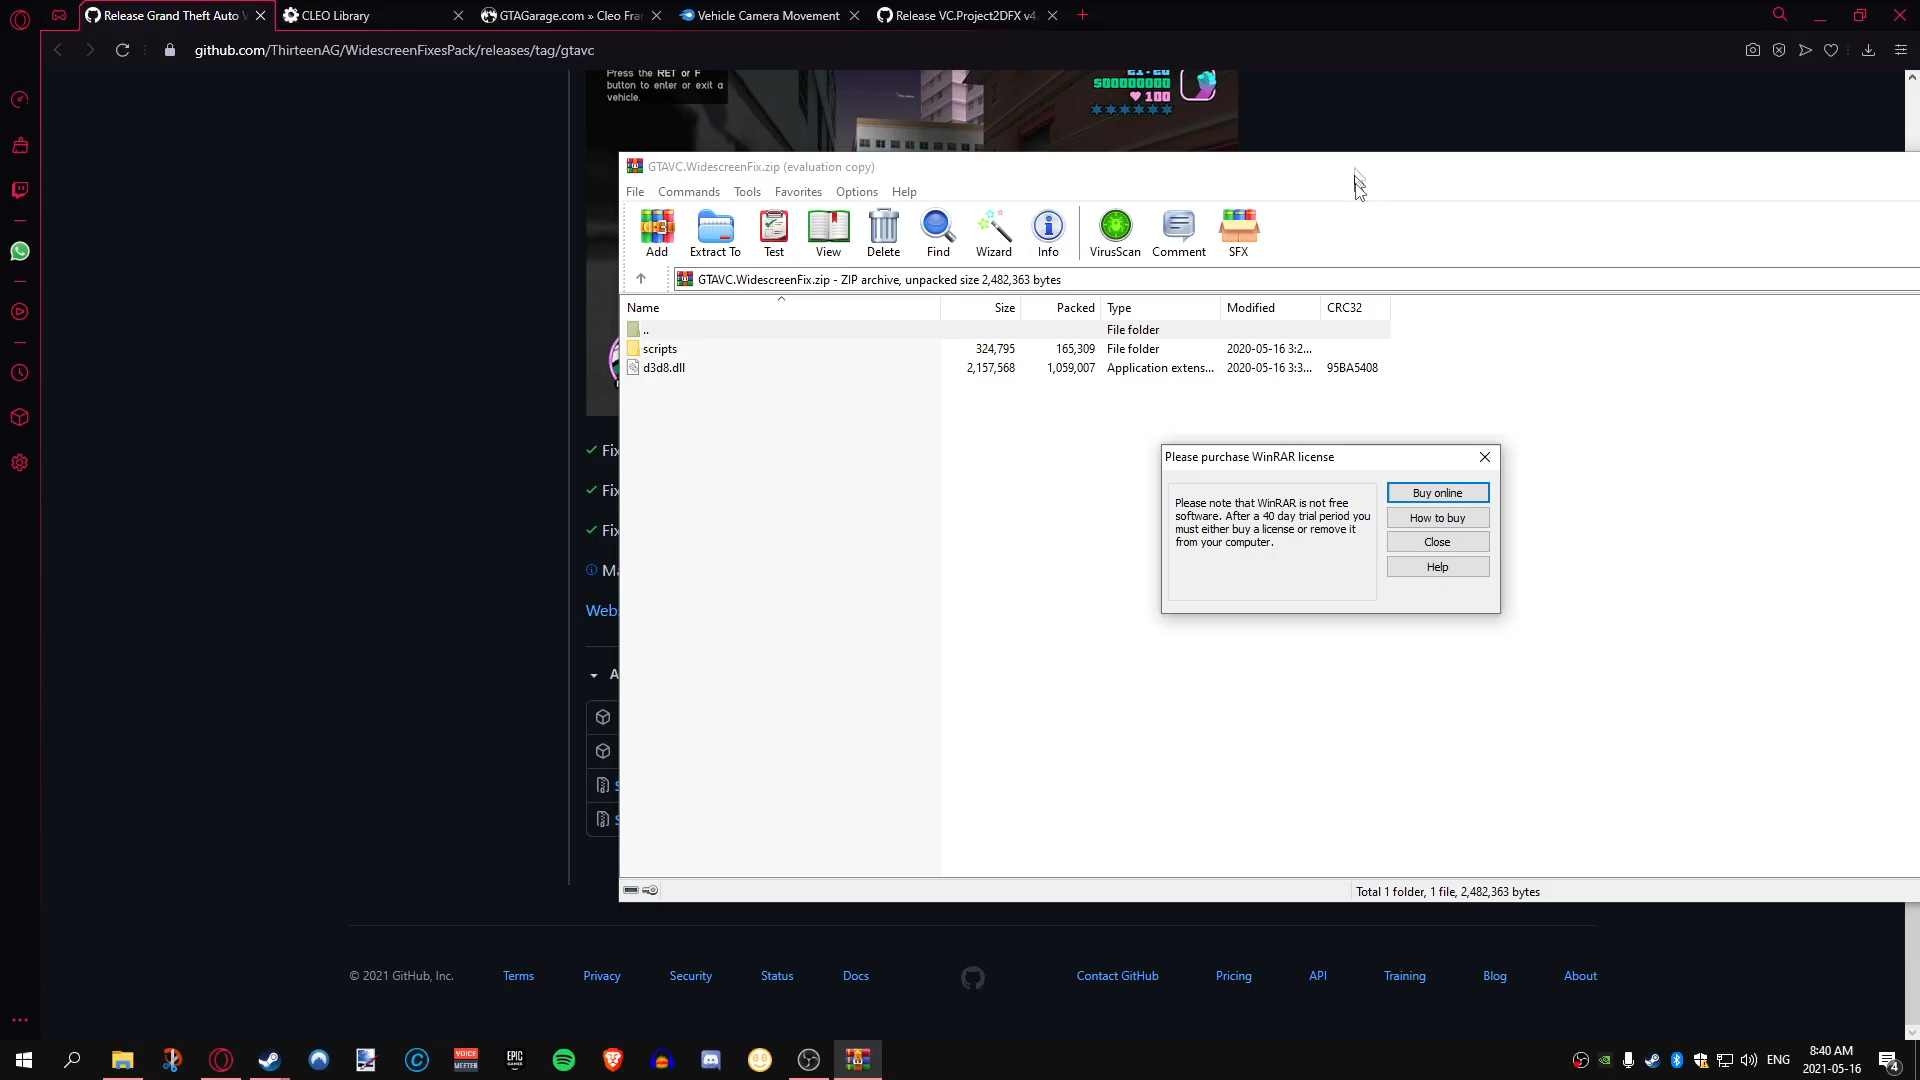 Release Grand Theft Auto V
CLEO Library
GTAGarage.com » Cleo Fra
Vehicle Camera Movement
Release VC.Project2DFX v4.
github.com/ThirteenAG/WidescreenFixesPack/releases/tag/gtavc
Press the RET or F
button to enter or exit a
vehicle.
$00000000
100
GTAVC.WidescreenFix.zip (evaluation copy)
File Commands Tools Favorites Options Help
Add Extract To Test View Delete Find Wizard Info VirusScan Comment SFX
GTAVC.WidescreenFix.zip - ZIP archive, unpacked size 2,482,363 bytes
Name Size Packed Type Modified CRC32
.. File folder
scripts 324,795 165,309 File folder 2020-05-16 3:2...
d3d8.dll 2,157,568 1,059,007 Application extens... 2020-05-16 3:3... 95BA5408
Please purchase WinRAR license
Please note that WinRAR is not free
software. After a 40 day trial period you
must either buy a license or remove it
from your computer.
Buy online
How to buy
Close
Help
Fix
Fix
Fix
Ma
Webs
A
S
S
Total 1 folder, 1 file, 2,482,363 bytes
© 2021 GitHub, Inc. Terms Privacy Security Status Docs Contact GitHub Pricing API Training Blog About
VOICE
MEETER
EPIC
GAMES
ENG
8:40 AM
2021-05-16
4